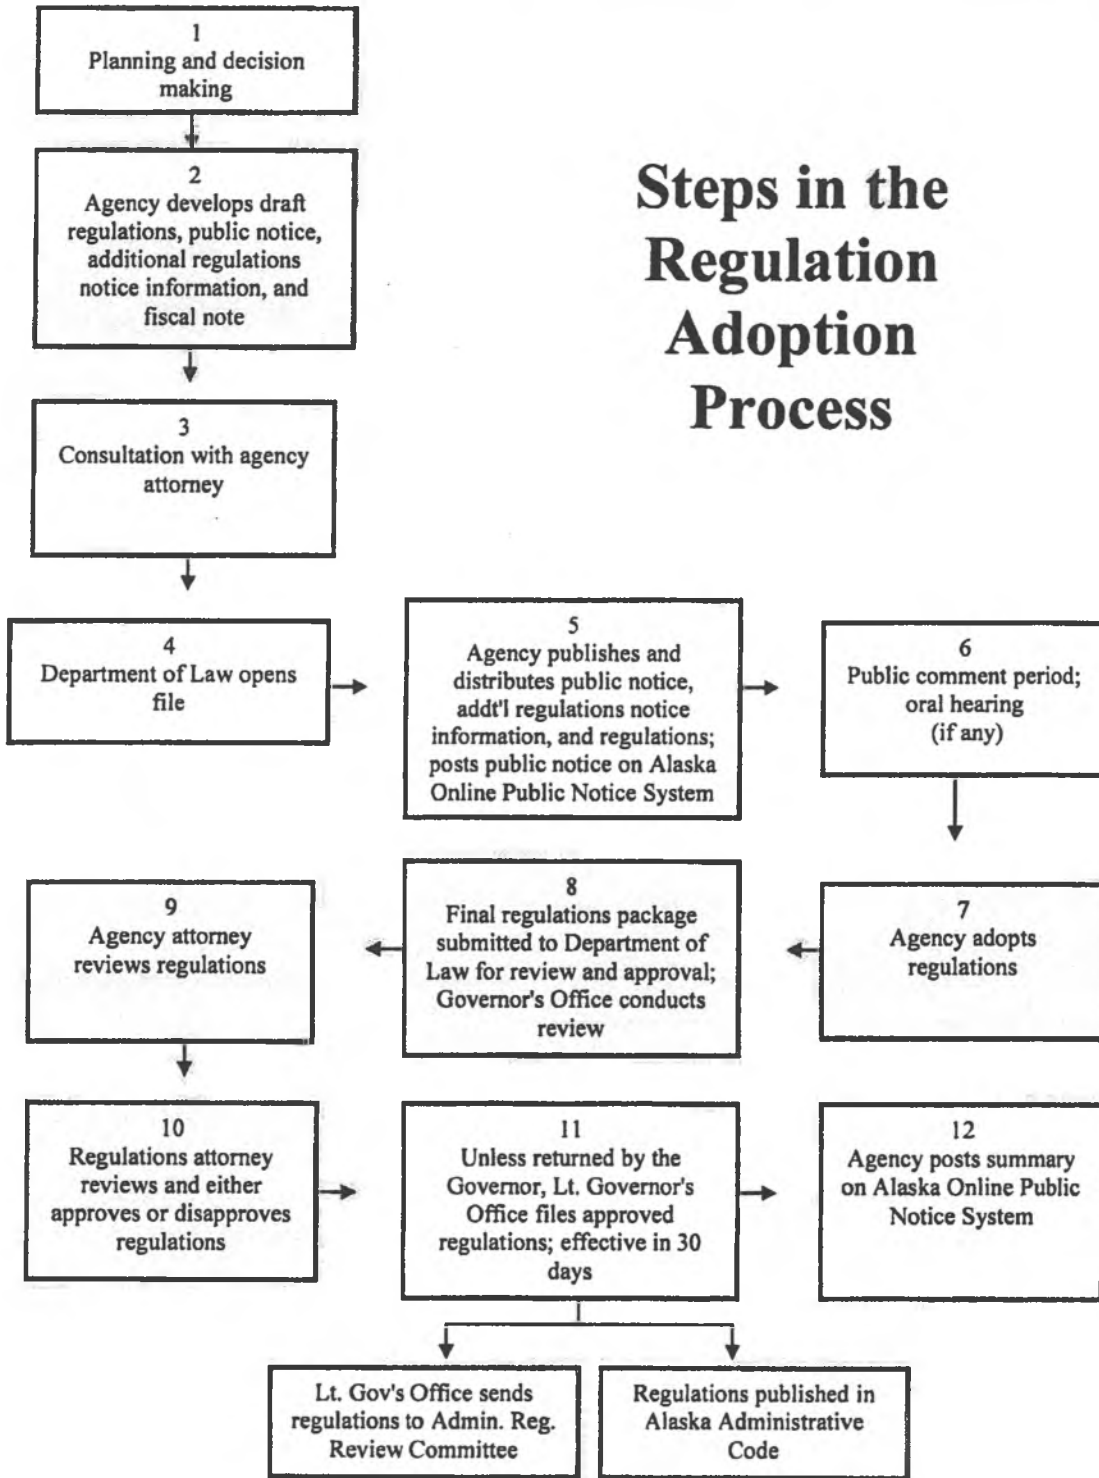 Steps in the
Regulation
Adoption
Process
1
Planning and decision
making
2
Agency develops draft
regulations, public notice,
additional regulations
notice information, and
fiscal note
3
Consultation with agency
attorney
4
Department of Law opens
file
5
Agency publishes and
distributes public notice,
addt'l regulations notice
information, and regulations;
posts public notice on Alaska
Online Public Notice System
6
Public comment period;
oral hearing
(if any)
7
Agency adopts
regulations
8
Final regulations package
submitted to Department of
Law for review and approval;
Governor's Office conducts
review
9
Agency attorney
reviews regulations
10
Regulations attorney
reviews and either
approves or disapproves
regulations
11
Unless returned by the
Governor, Lt. Governor's
Office files approved
regulations; effective in 30
days
12
Agency posts summary
on Alaska Online Public
Notice System
Lt. Gov's Office sends
regulations to Admin. Reg.
Review Committee
Regulations published in
Alaska Administrative
Code